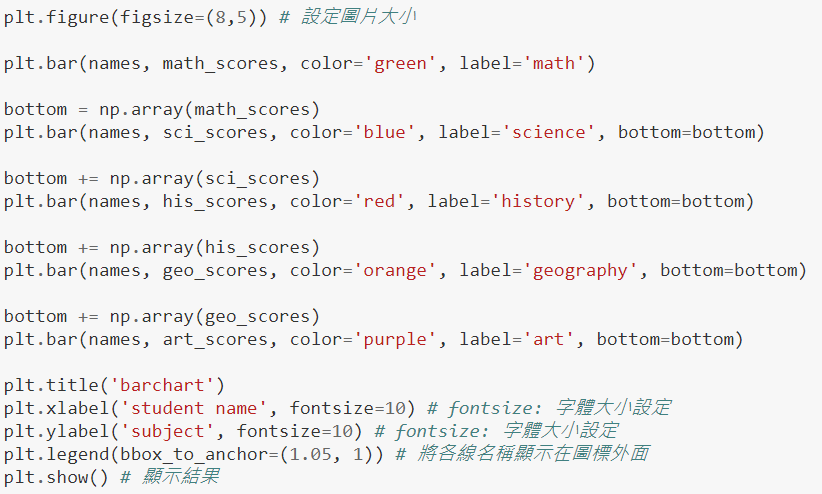 plt.figure(figsize=(8,5)) # 設定圖片大小
plt.bar(names, math_scores, color='green', label='math')
bottom = np.array(math_scores)
plt.bar(names, sci_scores, color='blue', label='science', bottom=bottom)
bottom += np.array(sci_scores)
plt.bar(names, his_scores, color='red', label='history', bottom=bottom)
bottom += np.array(his_scores)
plt.bar(names, geo_scores, color='orange', label='geography', bottom=bottom)
bottom += np.array(geo_scores)
plt.bar(names, art_scores, color='purple', label='art', bottom=bottom)
plt.title('barchart')
plt.xlabel('student name', fontsize=10) # fontsize: 字體大小設定
plt.ylabel('subject', fontsize=10) # fontsize: 字體大小設定
plt.legend(bbox_to_anchor=(1.05, 1)) # 將各線名稱顯示在圖標外面
plt.show() # 顯示結果